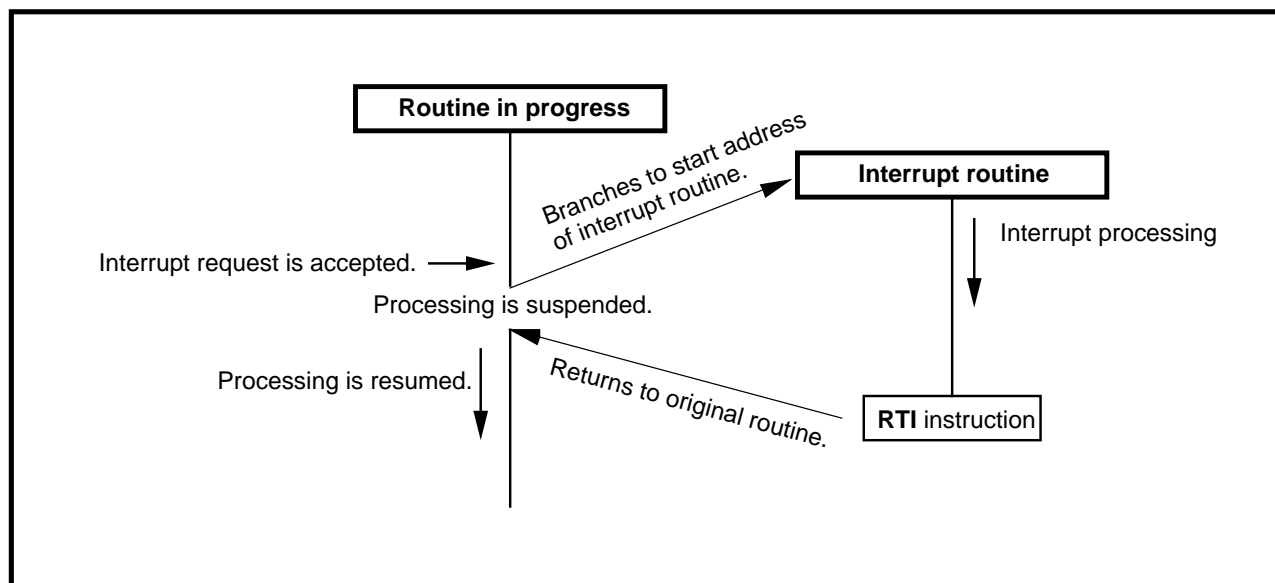 Routine in progress
Branches to start address
of interrupt routine.
Interrupt routine
Interrupt request is accepted.
Interrupt processing
Processing is suspended.
Processing is resumed.
Returns to original routine.
RTI instruction